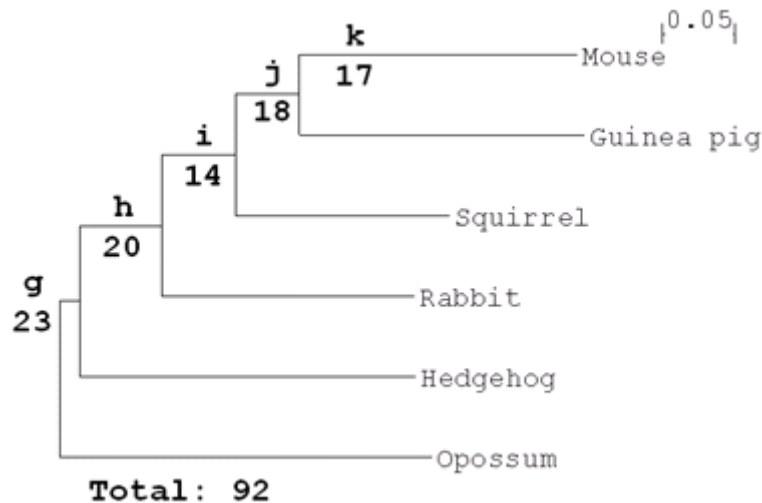 0.05
k
Mouse
17
j
18
Guinea pig
i
14
h
Squirrel
20
g
Rabbit
23
Hedgehog
Opossum
Total: 92